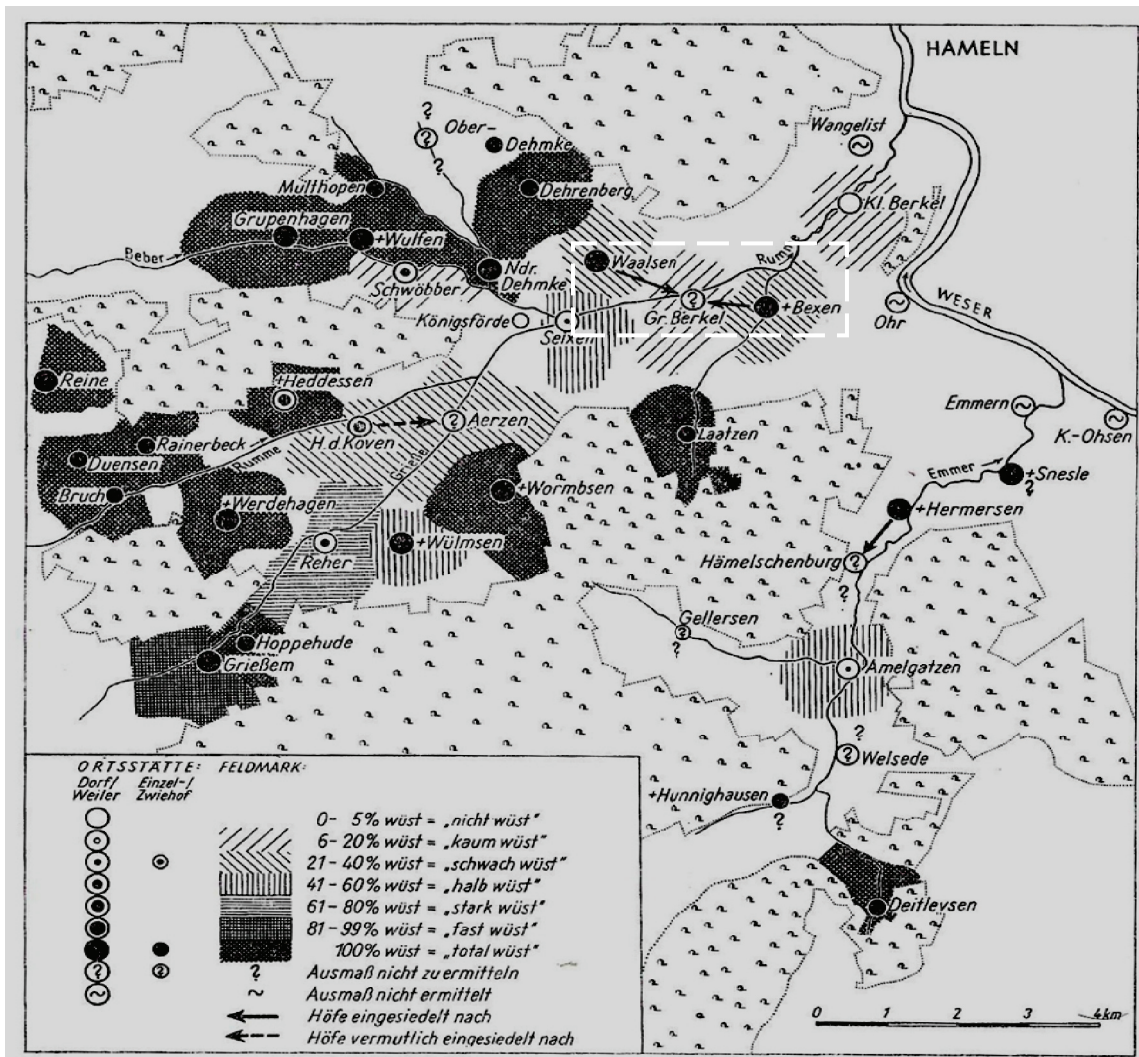 HAMELN
Wangelist
Ober-
Dehmke
Multhopen
Dehrenberg
Kl. Berkel
Grupenhagen
+Wulfen
Beber
Waalsen
Rumme
Ndr.
Dehmke
Schwöbber
WESER
Gr. Berkel
+Bexen
Ohr
Königsförde
Seixen
Reine
+Heddessen
Emmern
K.-Ohsen
H.d.Koven
Aerzen
Laatzen
Rainerbeck
Duensen
Rumme
Grieße
Emmer
+Snesle
Bruch
+Wormbsen
+Werdehagen
+Hermersen
+Wülmsen
Reher
Hämelschenburg
Gellersen
Hoppehude
Grießem
Amelgatzen
Welsede
+Hunnighausen
Deitlevsen
ORTSSTÄTTE: FELDMARK:
Dorf/ Einzel-/
Weiler Zwiehof
0- 5% wüst = „nicht wüst"
6-20% wüst = „kaum wüst"
21-40% wüst = „schwach wüst"
41-60% wüst = „halb wüst"
61-80% wüst = „stark wüst"
81-99% wüst = „fast wüst"
100% wüst = „total wüst"
? Ausmaß nicht zu ermitteln
~ Ausmaß nicht ermittelt
Höfe eingesiedelt nach
Höfe vermutlich eingesiedelt nach
0 1 2 3 4 km